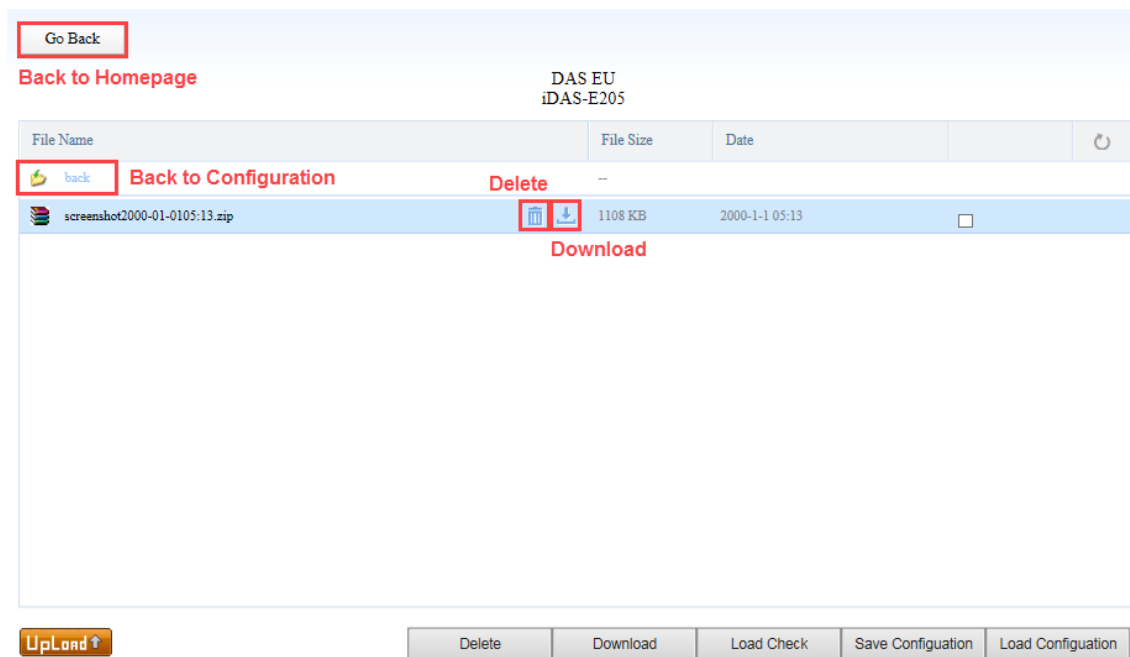 Go Back
Back to Homepage
DAS EU
iDAS-E205
File Name File Size Date
back Back to Configuration Delete --
screenshot2000-01-0105:13.zip 1108 KB 2000-1-1 05:13
Download
UpLoad Delete Download Load Check Save Configuation Load Configuation